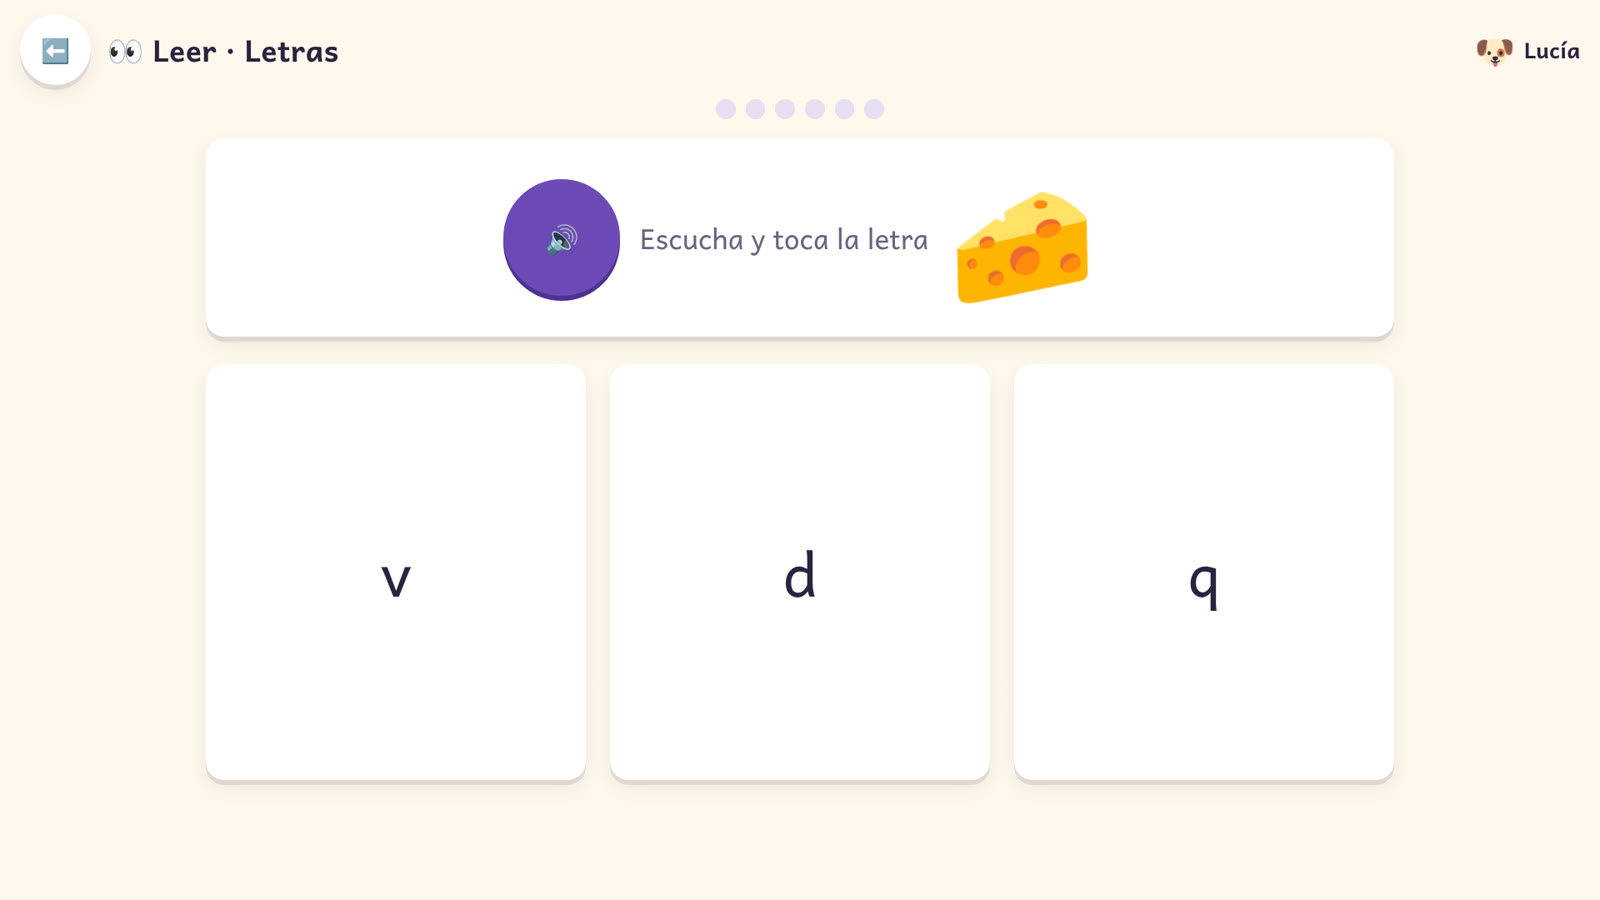 Leer · Letras
Lucía
Escucha y toca la letra
v
d
q